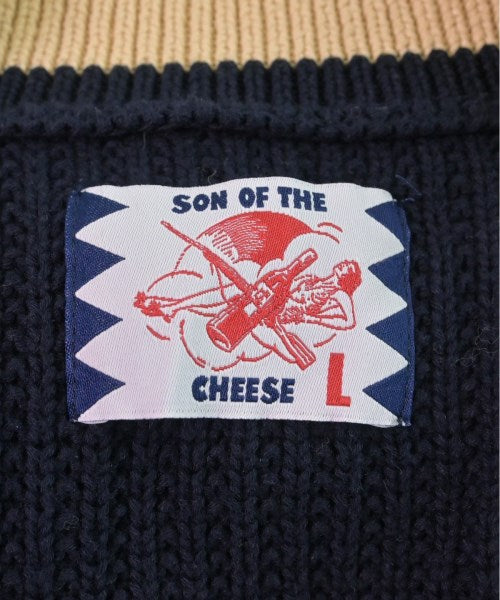 SON OF THE
CHEESE
L